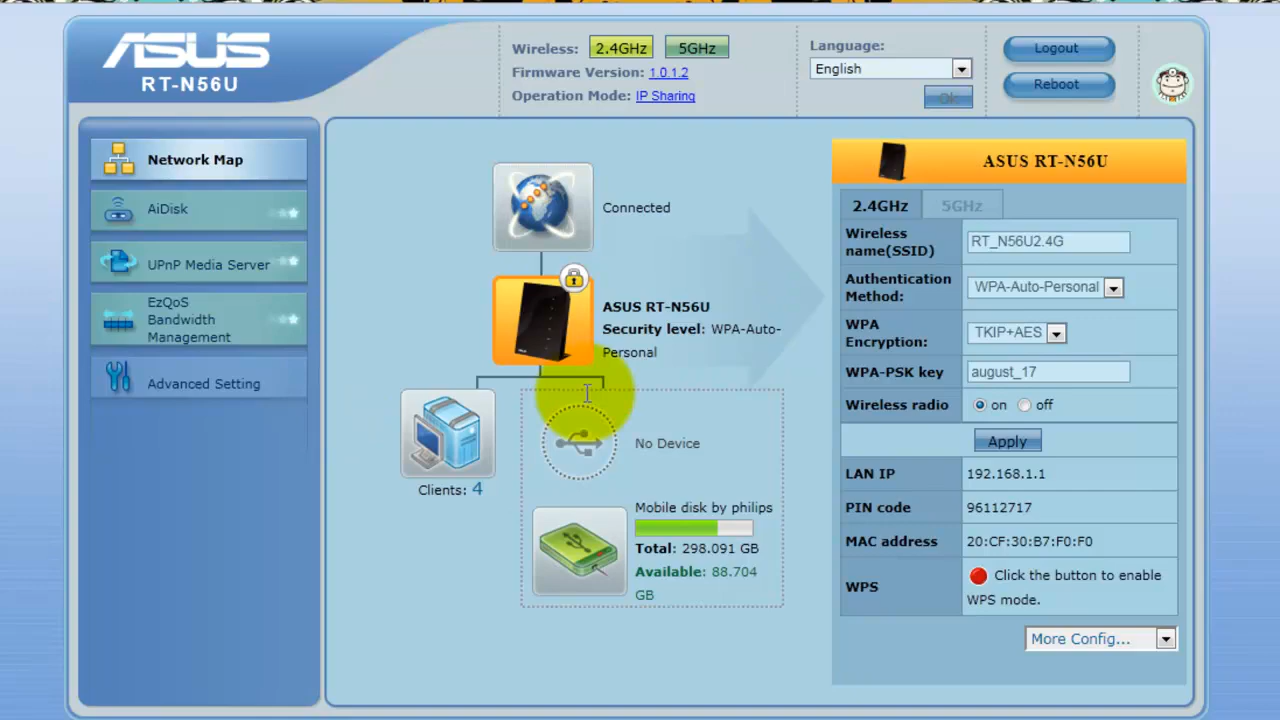 ASUS
RT-N56U
Wireless: 2.4GHz 5GHz
Firmware Version: 1.0.1.2
Operation Mode: IP Sharing
Language:
English
Ok
Logout
Reboot
Network Map
AiDisk
UPnP Media Server
EzQoS
Bandwidth
Management
Advanced Setting
Connected
ASUS RT-N56U
Security level: WPA-Auto-
Personal
Clients: 4
No Device
Mobile disk by philips
Total: 298.091 GB
Available: 88.704
GB
ASUS RT-N56U
2.4GHz 5GHz
Wireless
name(SSID)
RT_N56U2.4G
Authentication
Method:
WPA-Auto-Personal
WPA
Encryption:
TKIP+AES
WPA-PSK key august_17
Wireless radio on off
Apply
LAN IP 192.168.1.1
PIN code 96112717
MAC address 20:CF:30:B7:F0:F0
WPS
Click the button to enable
WPS mode.
More Config...